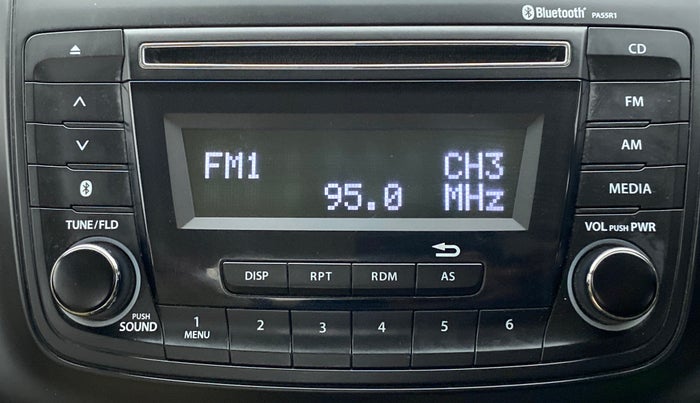 Bluetooth® PA55R1
CD
FM
AM
MEDIA
FM1 CH3
95.0 MHz
TUNE/FLD
VOL PUSH PWR
DISP RPT RDM AS
PUSH
SOUND
1 2 3 4 5 6
MENU